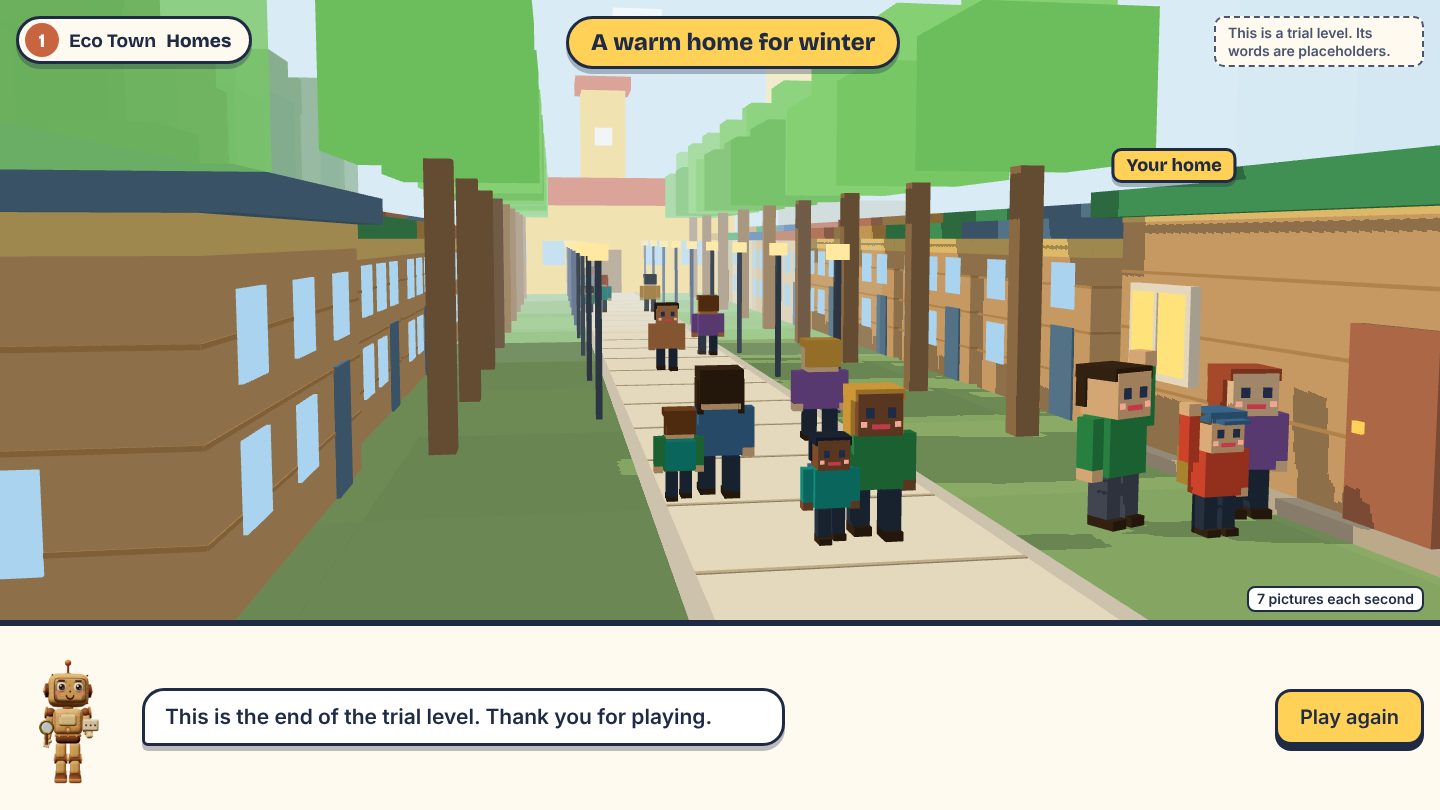 1 Eco Town Homes
A warm home for winter
This is a trial level. Its
words are placeholders.
Your home
7 pictures each second
This is the end of the trial level. Thank you for playing.
Play again